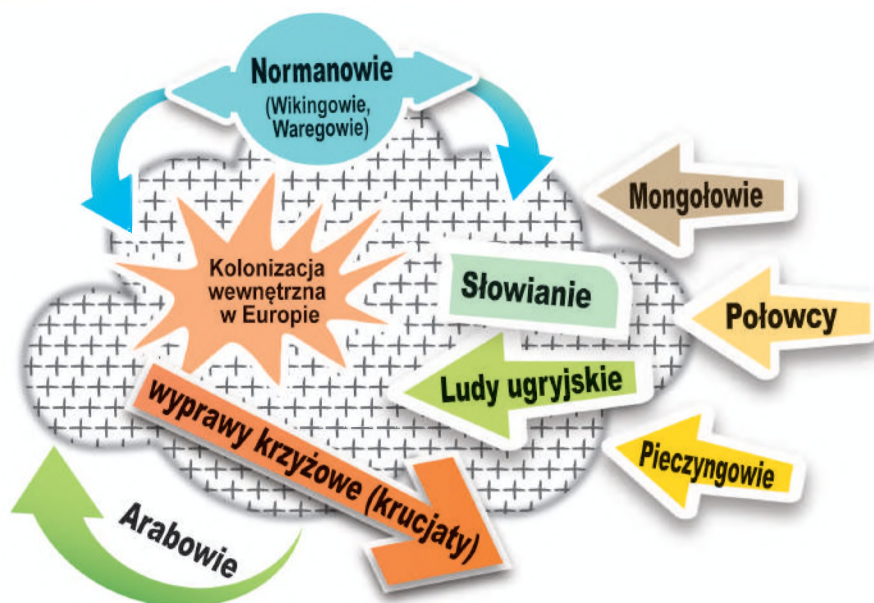 Normanowie
(Wikingowie,
Waregowie)
Mongołowie
Kolonizacja
wewnętrzna
w Europie
Słowianie
Połowcy
Ludy ugryjskie
wyprawy krzyżowe (krucjaty)
Pieczyngowie
Arabowie